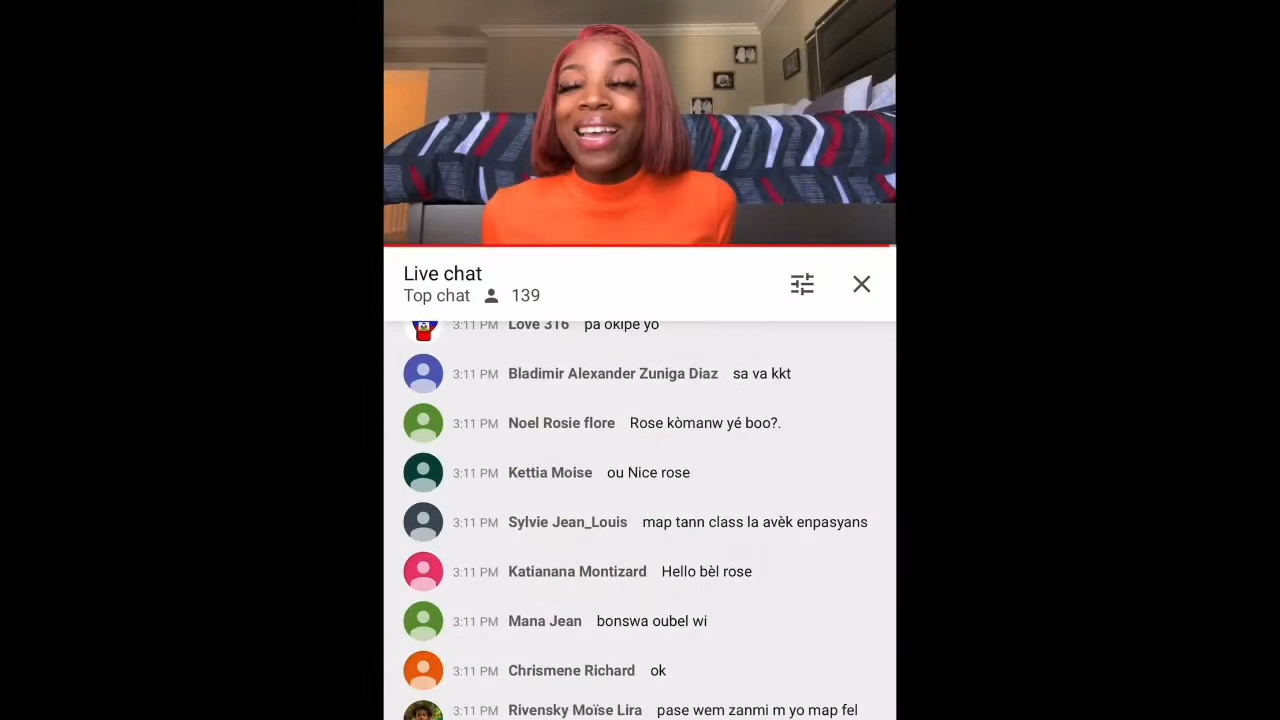 Live chat
Top chat 139
3:11 PM Love 316 pa okipe yo
3:11 PM Bladimir Alexander Zuniga Diaz sa va kkt
3:11 PM Noel Rosie flore Rose kòmanw yé boo?.
3:11 PM Kettia Moise ou Nice rose
3:11 PM Sylvie Jean_Louis map tann class la avèk enpasyans
3:11 PM Katianana Montizard Hello bèl rose
3:11 PM Mana Jean bonswa oubel wi
3:11 PM Chrismene Richard ok
3:11 PM Rivensky Moïse Lira pase wem zanmi m yo map fel